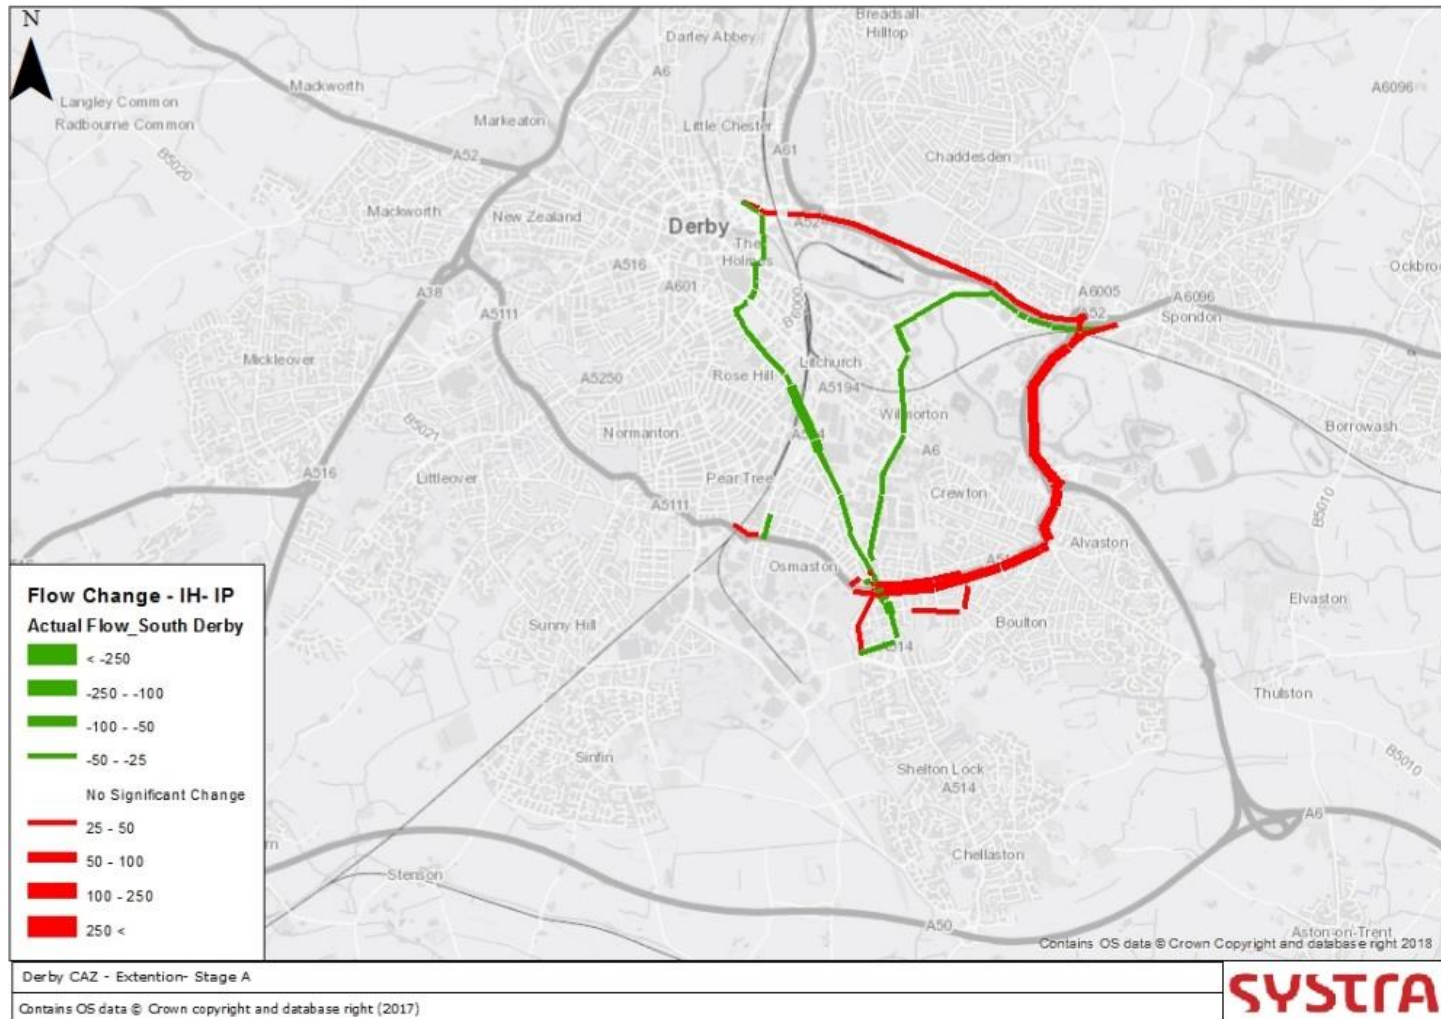 N
Breadsall
Hilltop
Darley Abbey
A6
Mackworth
A6096
Langley Common
Radbourne Common
Markeaton
Little Chester
A61
Chaddesden
B5020
A52
Mackworth
New Zealand
Derby
A52
The
Holmes
A516
A601
A38
A5111
B6000
A6005
A52
A6096
Spondon
Ockbro
Mickleover
A5250
Rose Hill
Litchurch
A5194
Wilmorton
A6
Borrowash
B5021
Normanton
A514
A516
Littleover
Pear Tree
Crewton
B5010
A5111
Osmaston
Alvaston
A51
Elvaston
Sunny Hill
Boulton
A514
Thulston
B5010
Sinfin
Shelton Lock
A514
A6
Chellaston
Stenson
A50
Aston-on-Trent
Flow Change - IH- IP
Actual Flow_South Derby
< -250
-250 - -100
-100 - -50
-50 - -25
No Significant Change
25 - 50
50 - 100
100 - 250
250 <
Contains OS data © Crown Copyright and database right 2018
Derby CAZ - Extention- Stage A
Contains OS data © Crown copyright and database right (2017)
SYSTRA